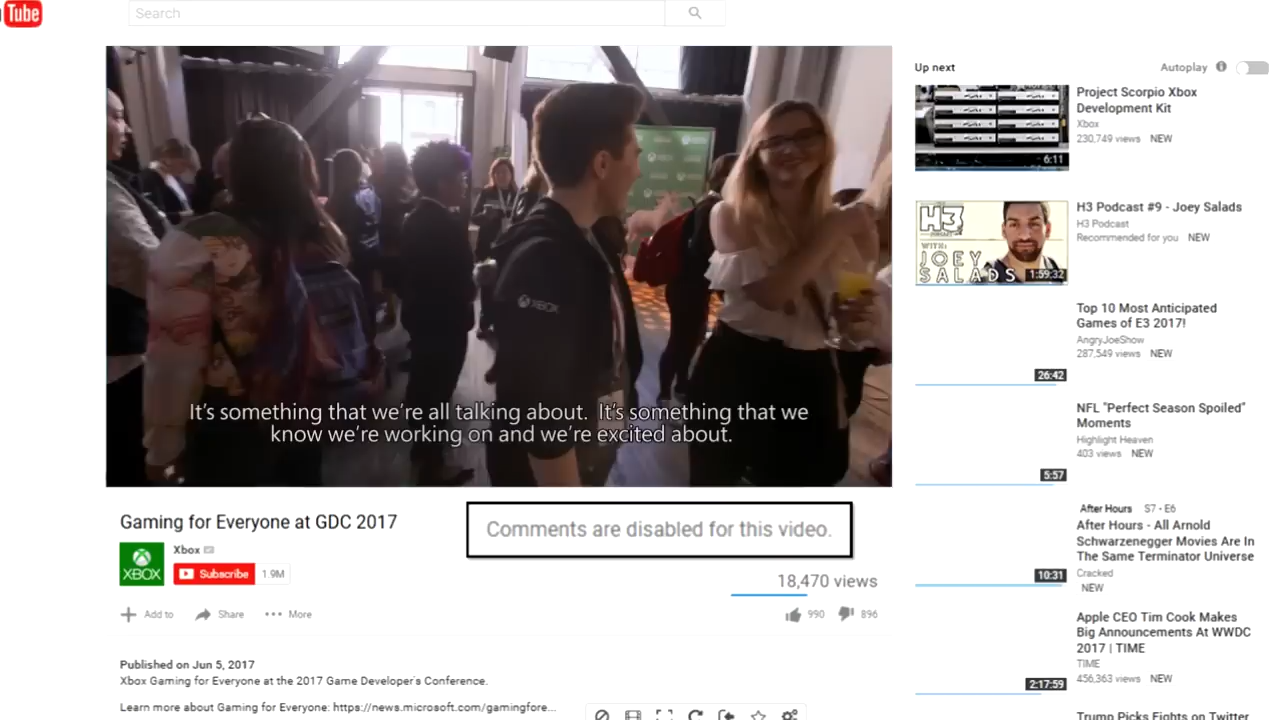 Tube
Search
It's something that we're all talking about. It's something that we
know we're working on and we're excited about.
XBOX
Gaming for Everyone at GDC 2017
Comments are disabled for this video.
XBOX
Xbox
Subscribe 1.9M
18,470 views
Add to Share More
990 896
Published on Jun 5, 2017
Xbox Gaming for Everyone at the 2017 Game Developer's Conference.
Learn more about Gaming for Everyone: https://news.microsoft.com/gamingfore...
Up next
Autoplay
6:11
Project Scorpio Xbox
Development Kit
Xbox
230,749 views NEW
H3
PODCAST
WITH:
JOEY
SALADS
1:59:32
H3 Podcast #9 - Joey Salads
H3 Podcast
Recommended for you NEW
26:42
Top 10 Most Anticipated
Games of E3 2017!
AngryJoeShow
287,549 views NEW
5:57
NFL "Perfect Season Spoiled"
Moments
Highlight Heaven
403 views NEW
10:31
After Hours S7 • E6
After Hours - All Arnold
Schwarzenegger Movies Are In
The Same Terminator Universe
Cracked
NEW
2:17:59
Apple CEO Tim Cook Makes
Big Announcements At WWDC
2017 | TIME
TIME
456,363 views NEW
Trump Picks Fights on Twitter